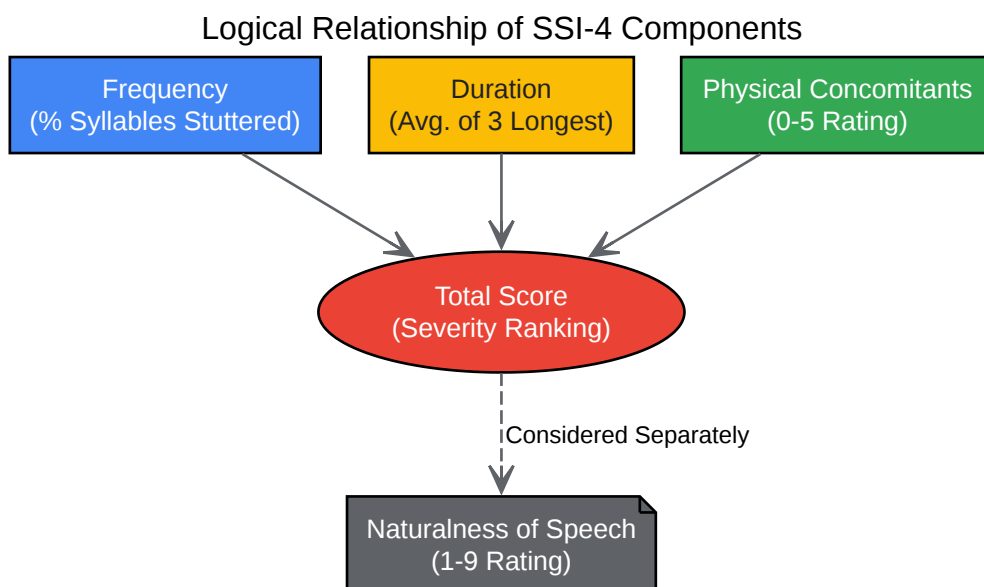 Logical Relationship of SSI-4 Components
Frequency
(% Syllables Stuttered)
Duration
(Avg. of 3 Longest)
Physical Concomitants
(0-5 Rating)
Total Score
(Severity Ranking)
Considered Separately
Naturalness of Speech
(1-9 Rating)